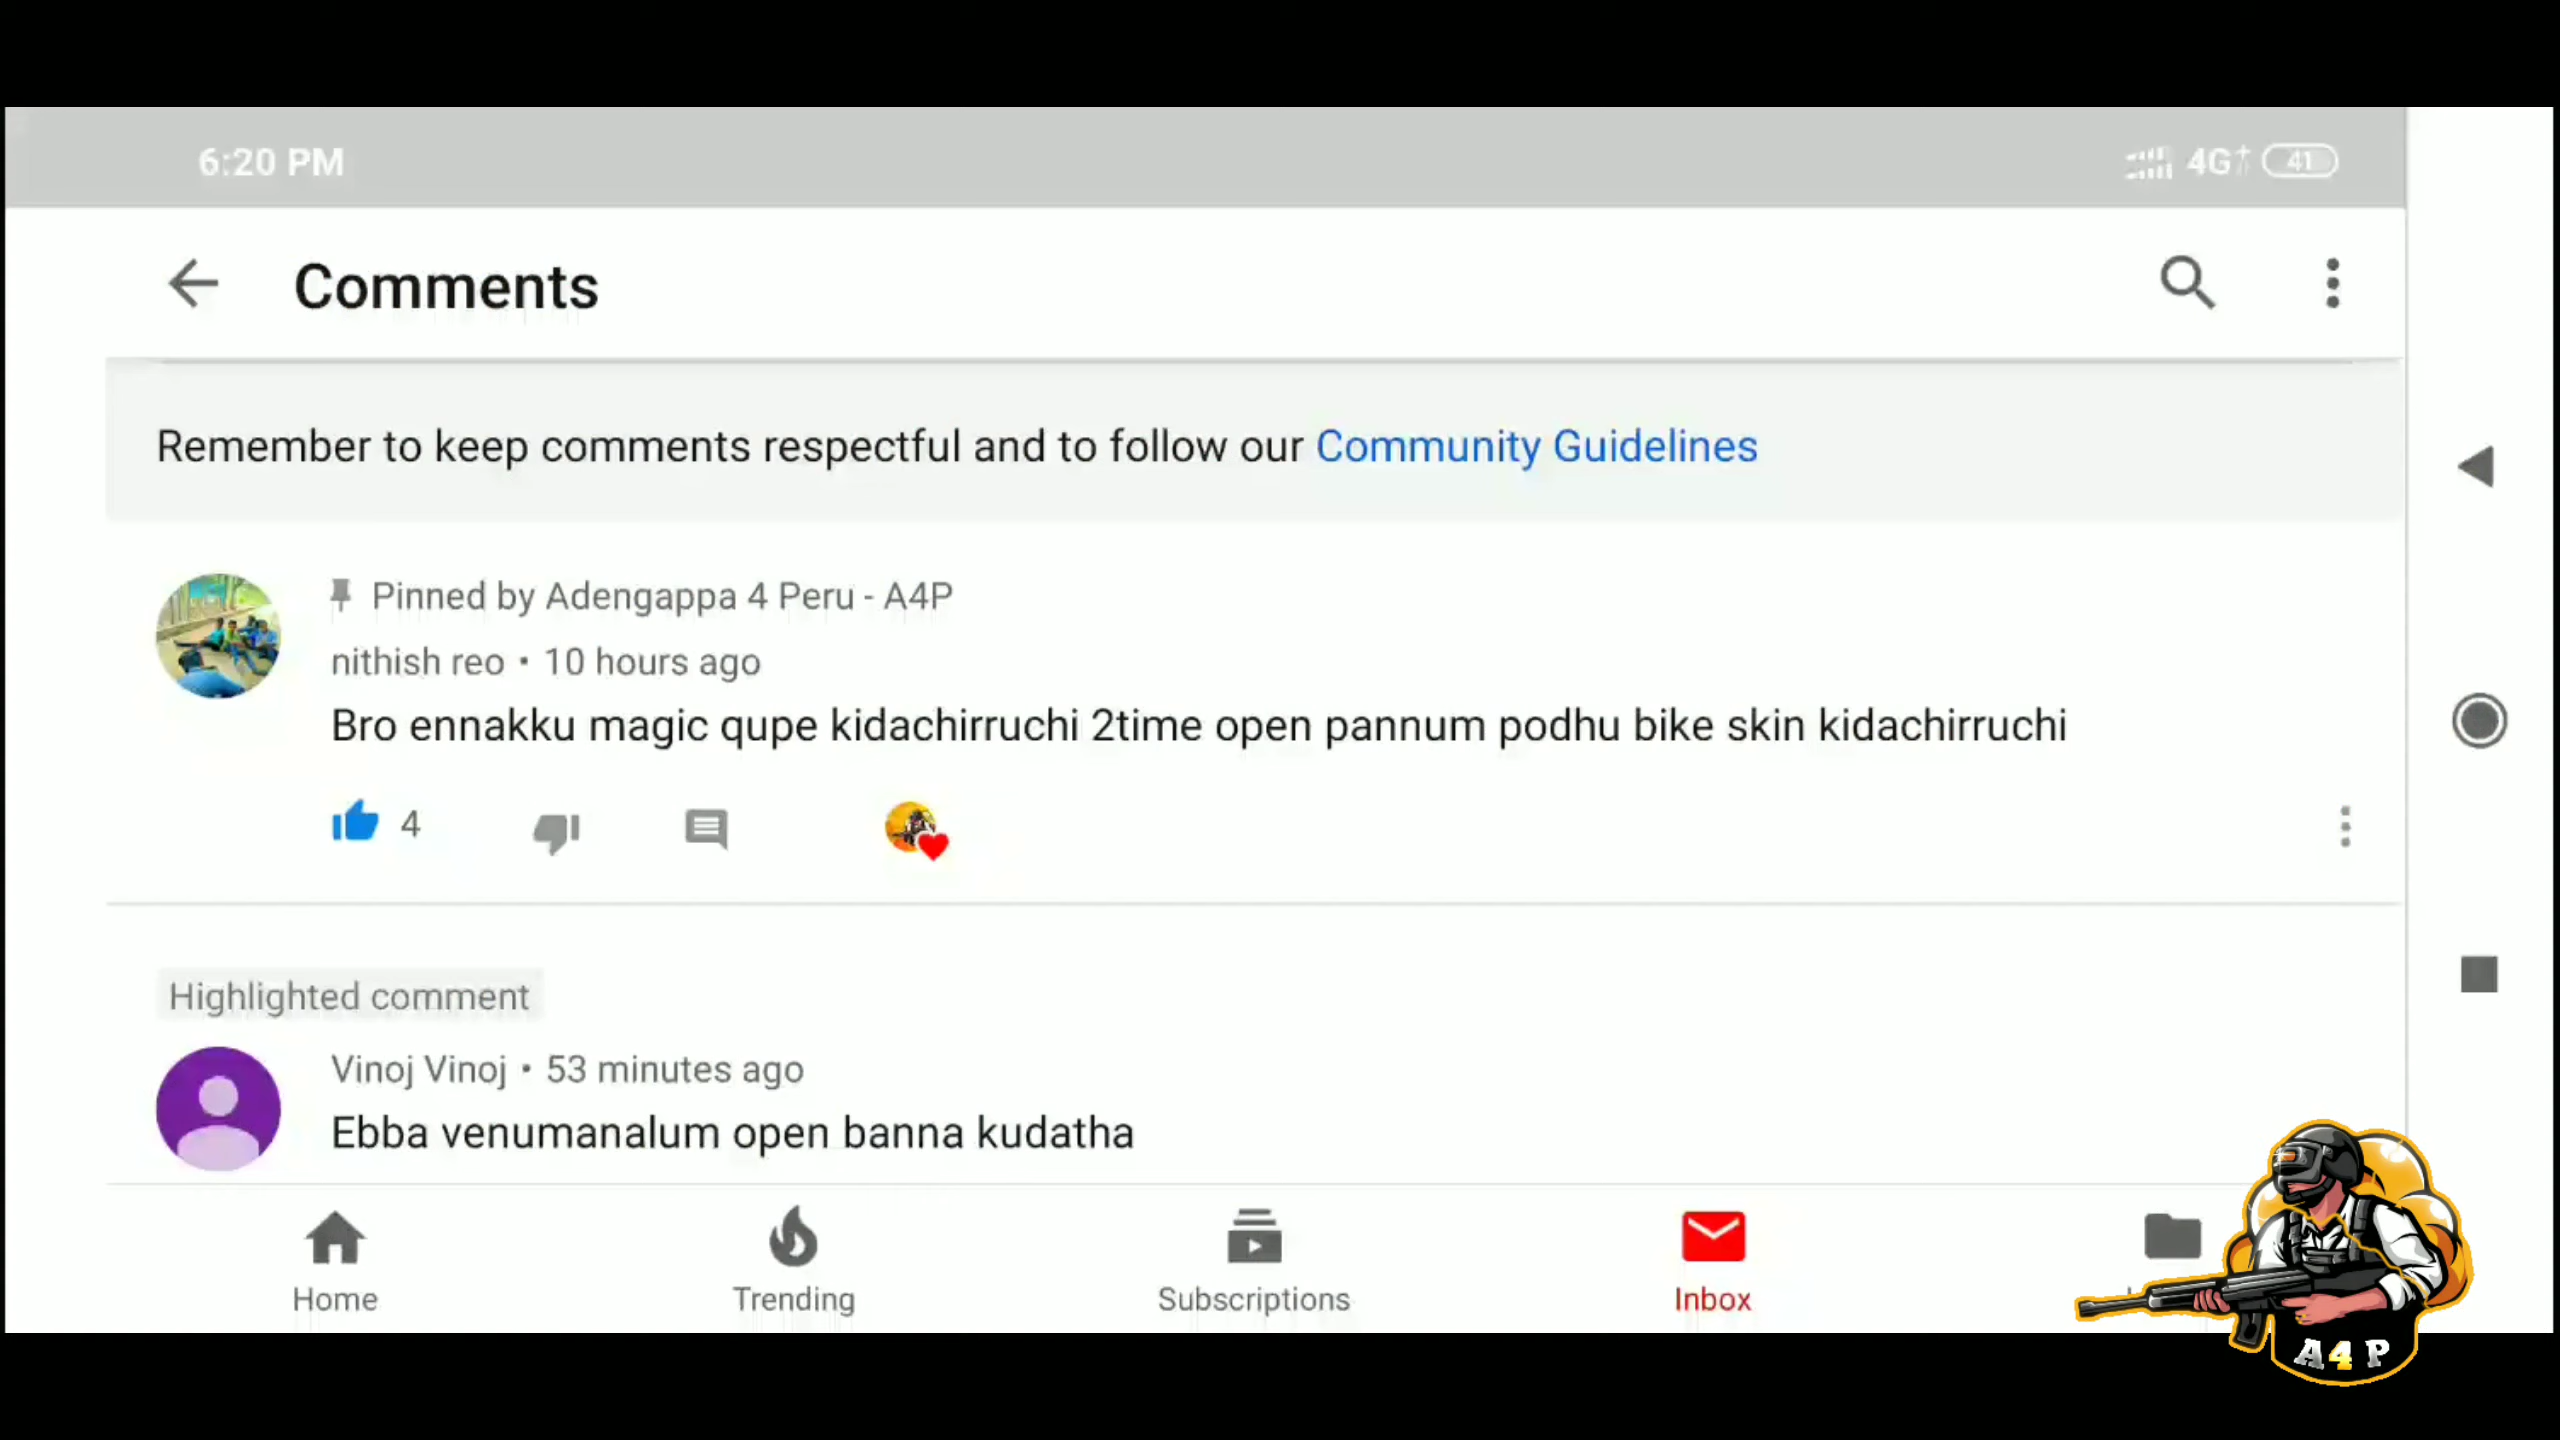 6:20 PM
4G+ 41
Comments
Remember to keep comments respectful and to follow our Community Guidelines
Pinned by Adengappa 4 Peru - A4P
nithish reo • 10 hours ago
Bro ennakku magic qupe kidachirruchi 2time open pannum podhu bike skin kidachirruchi
4
Highlighted comment
Vinoj Vinoj • 53 minutes ago
Ebba venumanalum open banna kudatha
Home
Trending
Subscriptions
Inbox
A4P